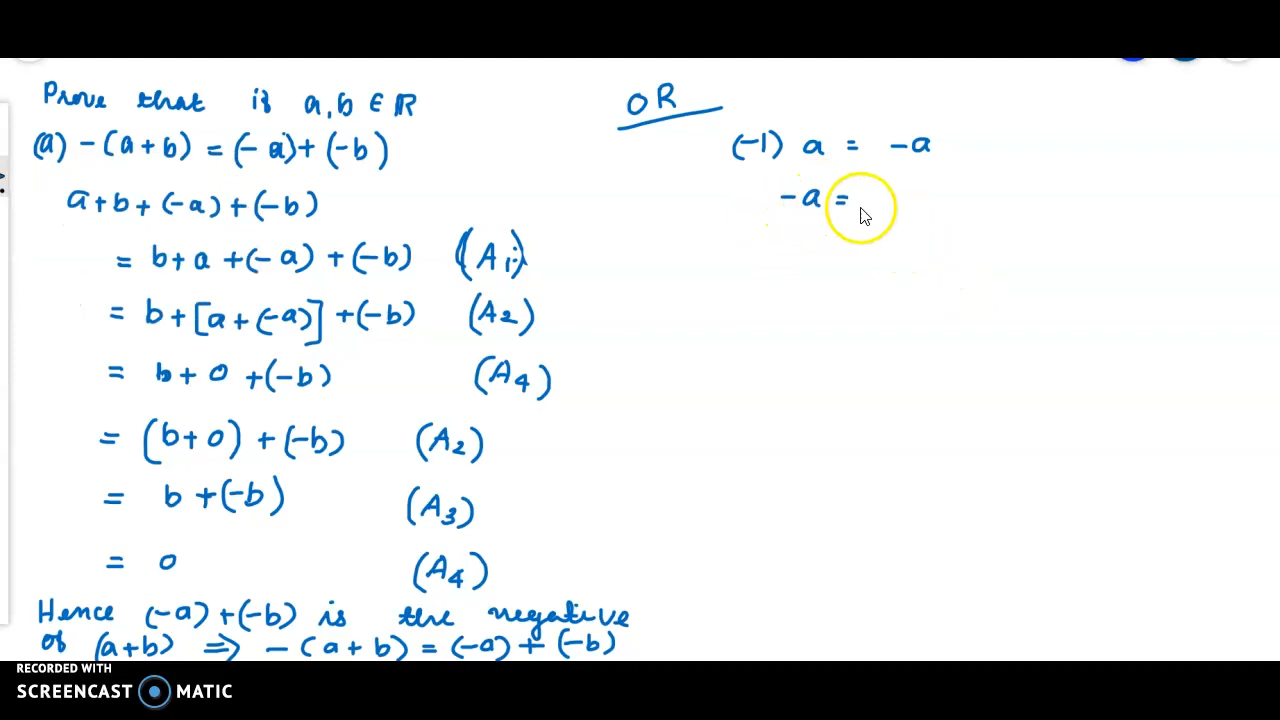 Prove that if a, b ∈ ℝ
(a) -(a+b) = (-a)+(-b)
a+b+(-a)+(-b)
= b+a+(-a)+(-b) (A1)
= b+[a+(-a)]+(-b) (A2)
= b+0+(-b) (A4)
= (b+0)+(-b) (A2)
= b+(-b) (A3)
= 0 (A4)
Hence (-a)+(-b) is the negative
of (a+b) ⇒ -(a+b) = (-a)+(-b)
OR
(-1) a = -a
-a =
RECORDED WITH
SCREENCAST MATIC